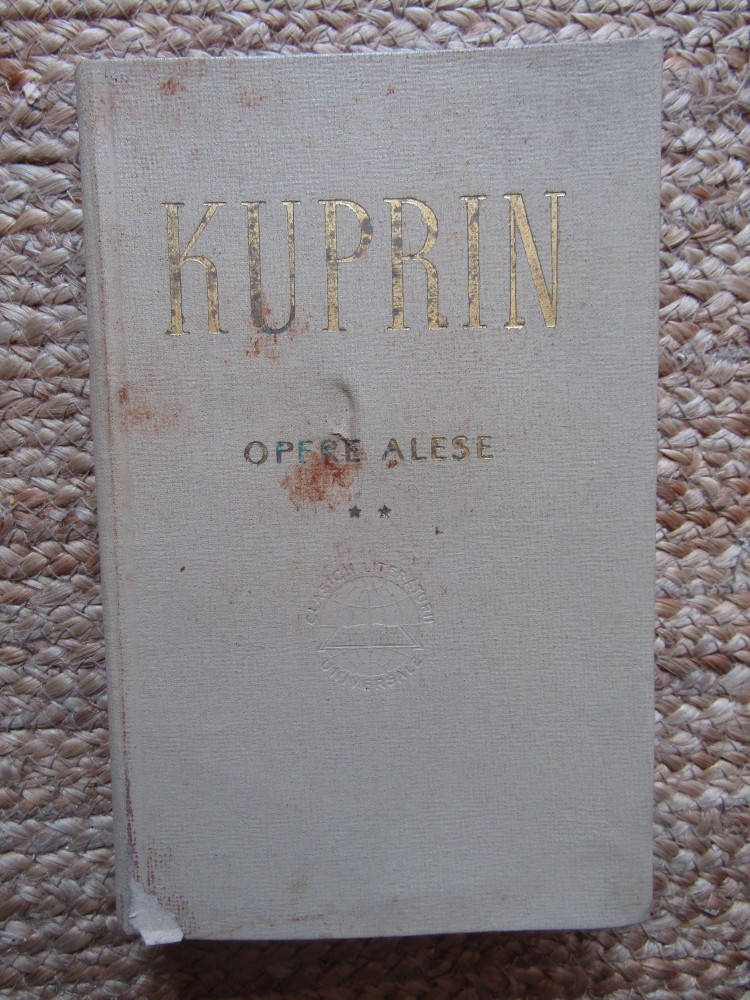 KUPRIN
OPERE ALESE
★ ★
CLASICII LITERATURII
UNIVERSALE